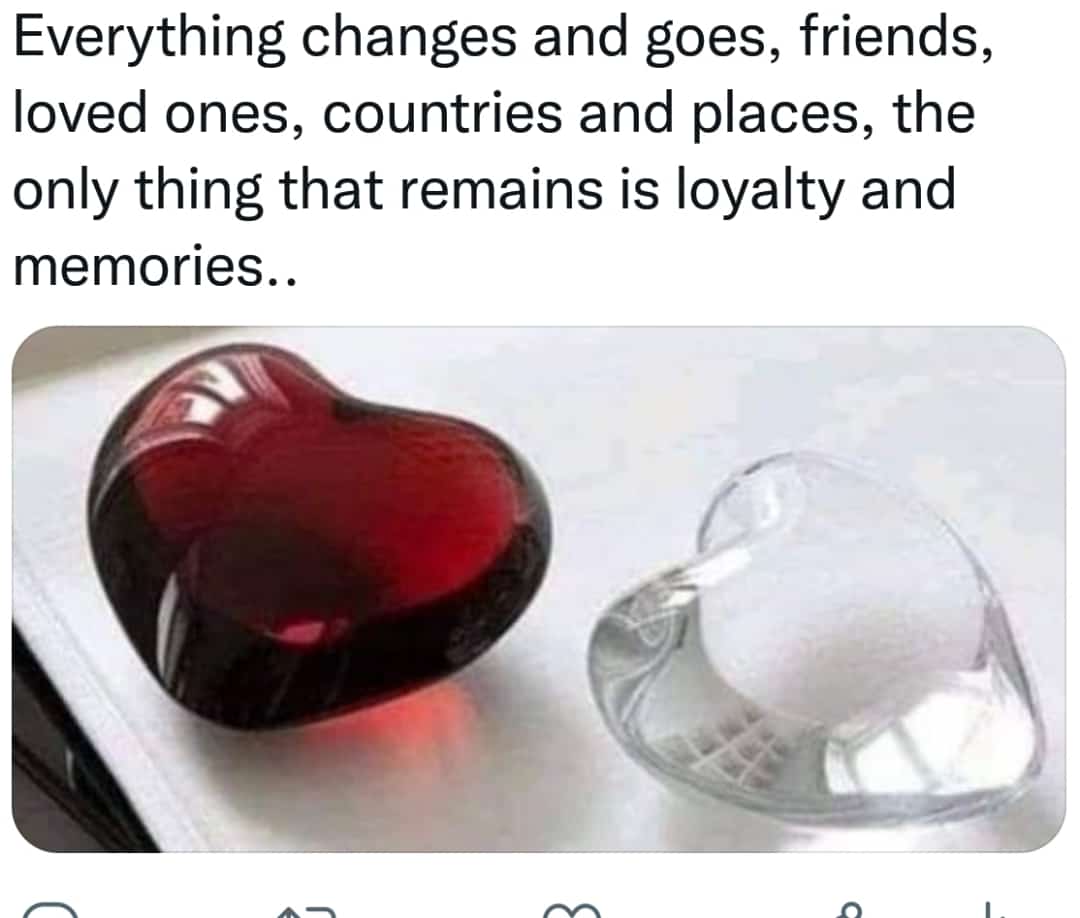 Everything changes and goes, friends,
loved ones, countries and places, the
only thing that remains is loyalty and
memories..